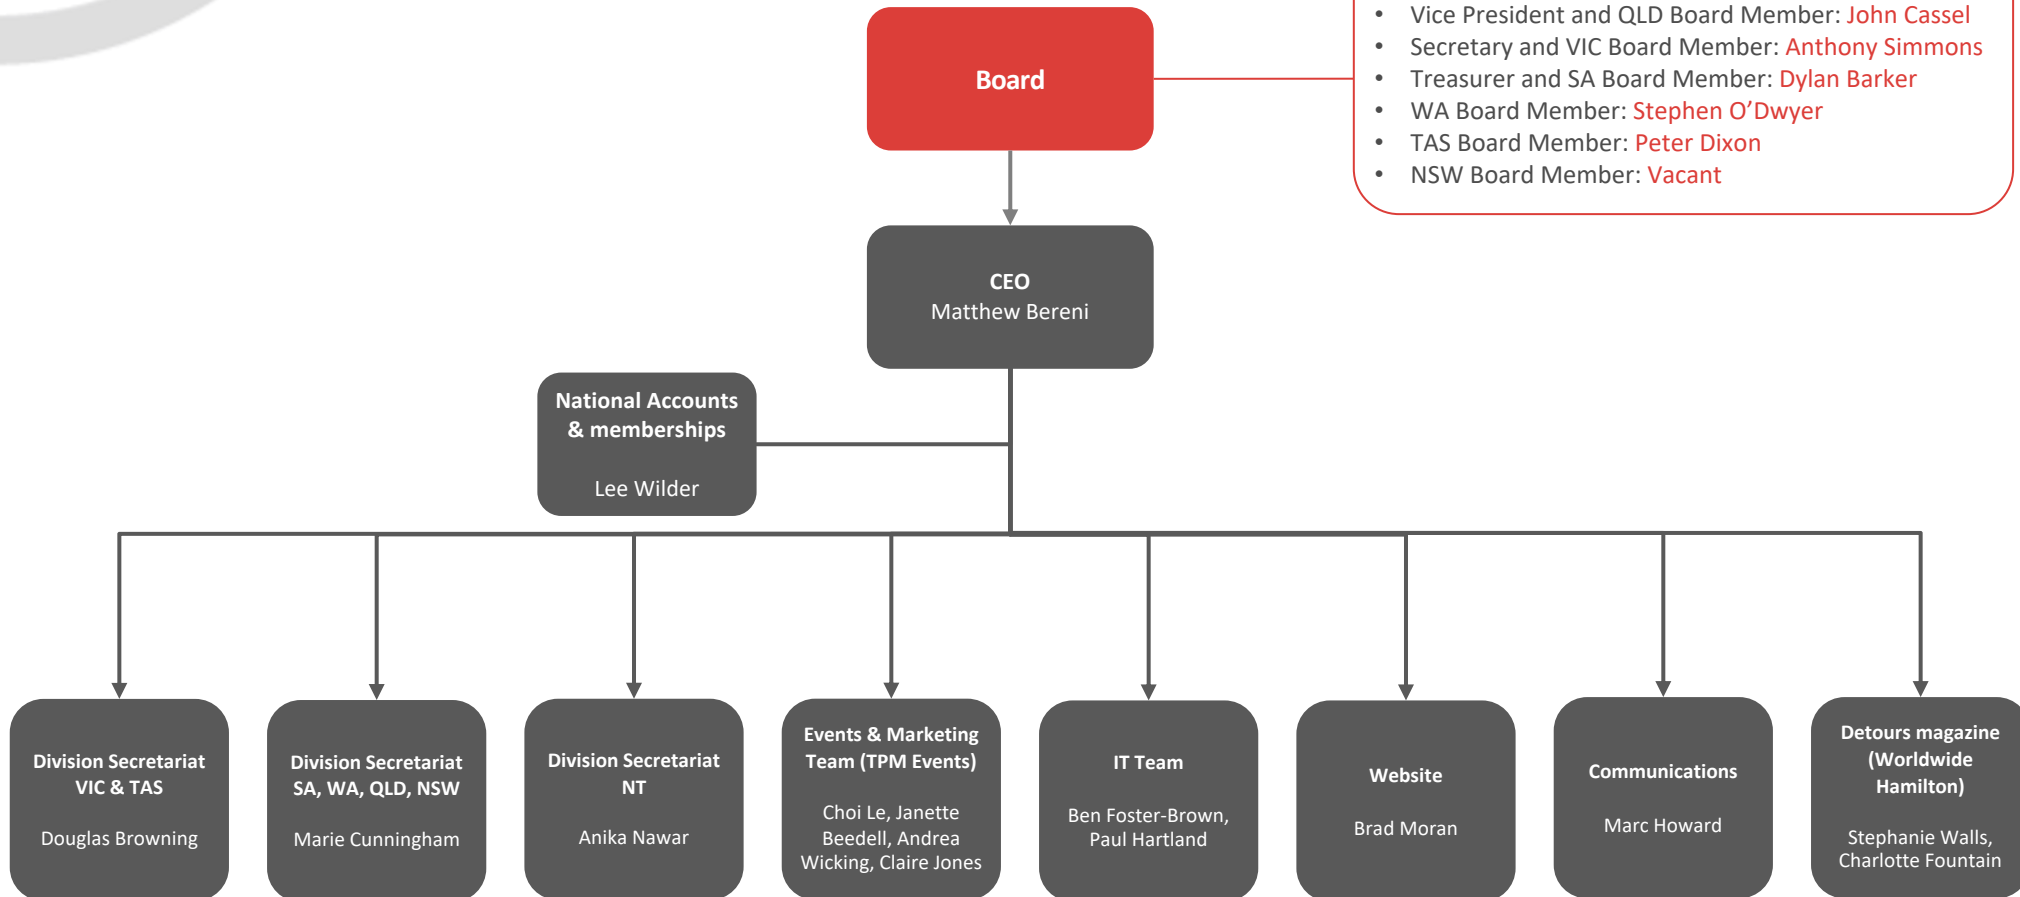 • Vice President and QLD Board Member: John Cassel
• Secretary and VIC Board Member: Anthony Simmons
• Treasurer and SA Board Member: Dylan Barker
• WA Board Member: Stephen O’Dwyer
• TAS Board Member: Peter Dixon
• NSW Board Member: Vacant
Board
CEO
Matthew Bereni
National Accounts
& memberships
Lee Wilder
Division Secretariat
VIC & TAS
Douglas Browning
Division Secretariat
SA, WA, QLD, NSW
Marie Cunningham
Division Secretariat
NT
Anika Nawar
Events & Marketing
Team (TPM Events)
Choi Le, Janette
Beedell, Andrea
Wicking, Claire Jones
IT Team
Ben Foster-Brown,
Paul Hartland
Website
Brad Moran
Communications
Marc Howard
Detours magazine
(Worldwide
Hamilton)
Stephanie Walls,
Charlotte Fountain